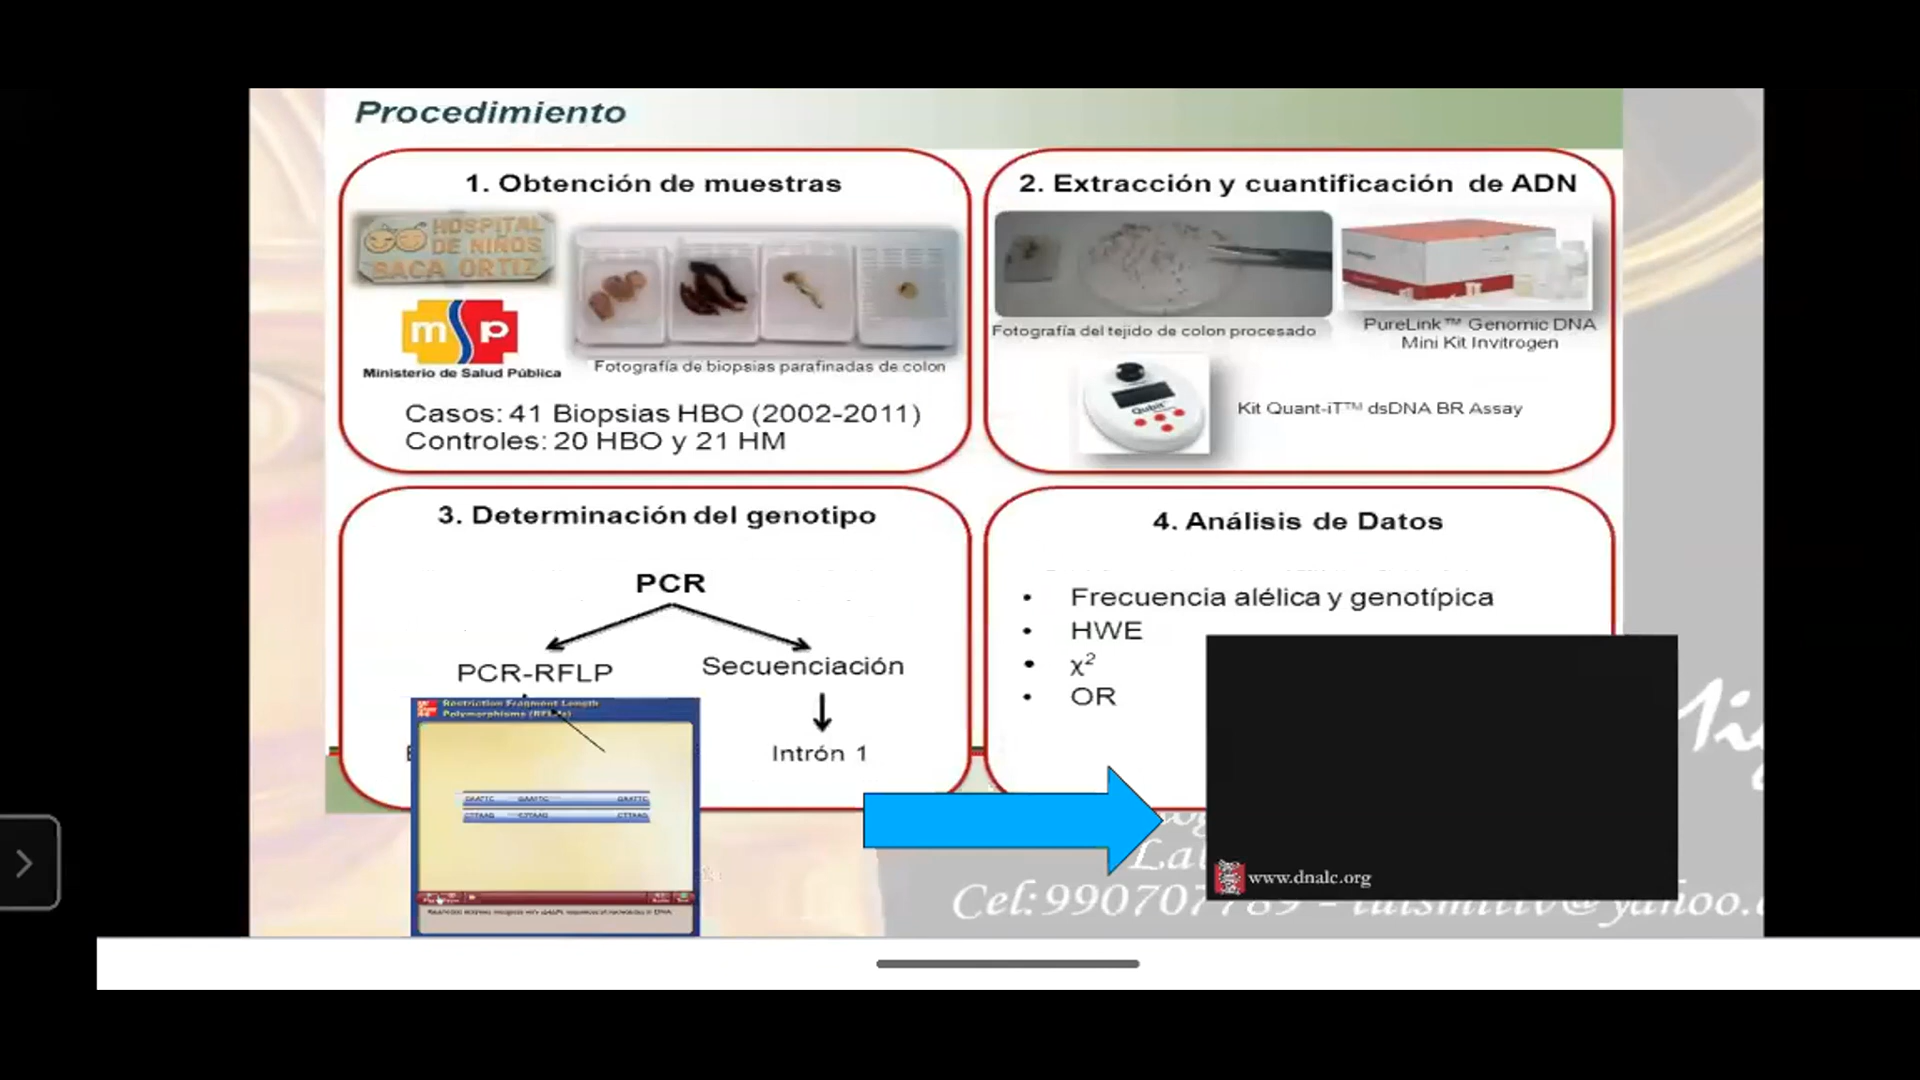 Procedimiento
1. Obtención de muestras
HOSPITAL
DE NIÑOS
BACA ORTIZ
msp
Ministerio de Salud Pública
Fotografía de biopsias parafinadas de colon
Casos: 41 Biopsias HBO (2002-2011)
Controles: 20 HBO y 21 HM
2. Extracción y cuantificación de ADN
Fotografía del tejido de colon procesado
PureLink™ Genomic DNA
Mini Kit Invitrogen
Qubit
Kit Quant-iT™ dsDNA BR Assay
3. Determinación del genotipo
PCR
PCR-RFLP
Secuenciación
Intrón 1
Restriction Fragment Length
Polymorphisms (RFLPs)
GAATTC GAATTC GAATTC
CTTAAG CTTAAG CTTAAG
4. Análisis de Datos
• Frecuencia alélica y genotípica
• HWE
• χ²
• OR
www.dnalc.org
Cel: 990707789 -